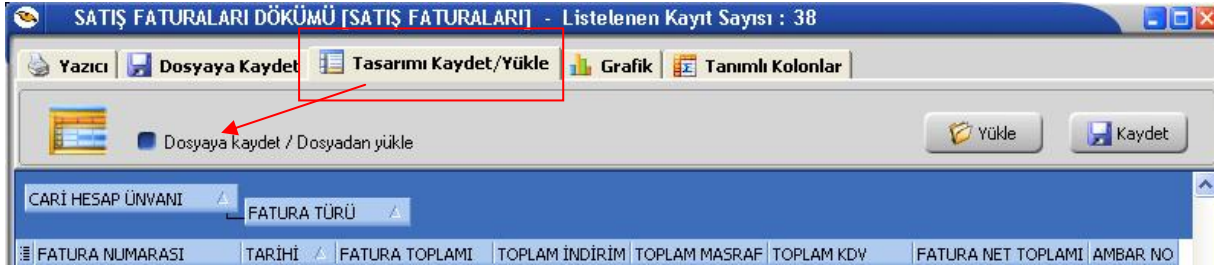 SATIŞ FATURALARI DÖKÜMÜ [SATIŞ FATURALARI] - Listelenen Kayıt Sayısı : 38
Yazıcı Dosyaya Kaydet Tasarımı Kaydet/Yükle Grafik Tanımlı Kolonlar
Dosyaya kaydet / Dosyadan yükle Yükle Kaydet
CARİ HESAP ÜNVANI
FATURA TÜRÜ
FATURA NUMARASI TARİHİ FATURA TOPLAMI TOPLAM İNDİRİM TOPLAM MASRAF TOPLAM KDV FATURA NET TOPLAMI AMBAR NO